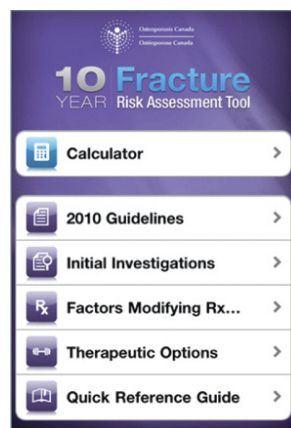 Osteoporosis Canada
Ostéoporose Canada
10 Fracture
YEAR Risk Assessment Tool
Calculator
2010 Guidelines
Initial Investigations
Rx Factors Modifying Rx...
Therapeutic Options
Quick Reference Guide